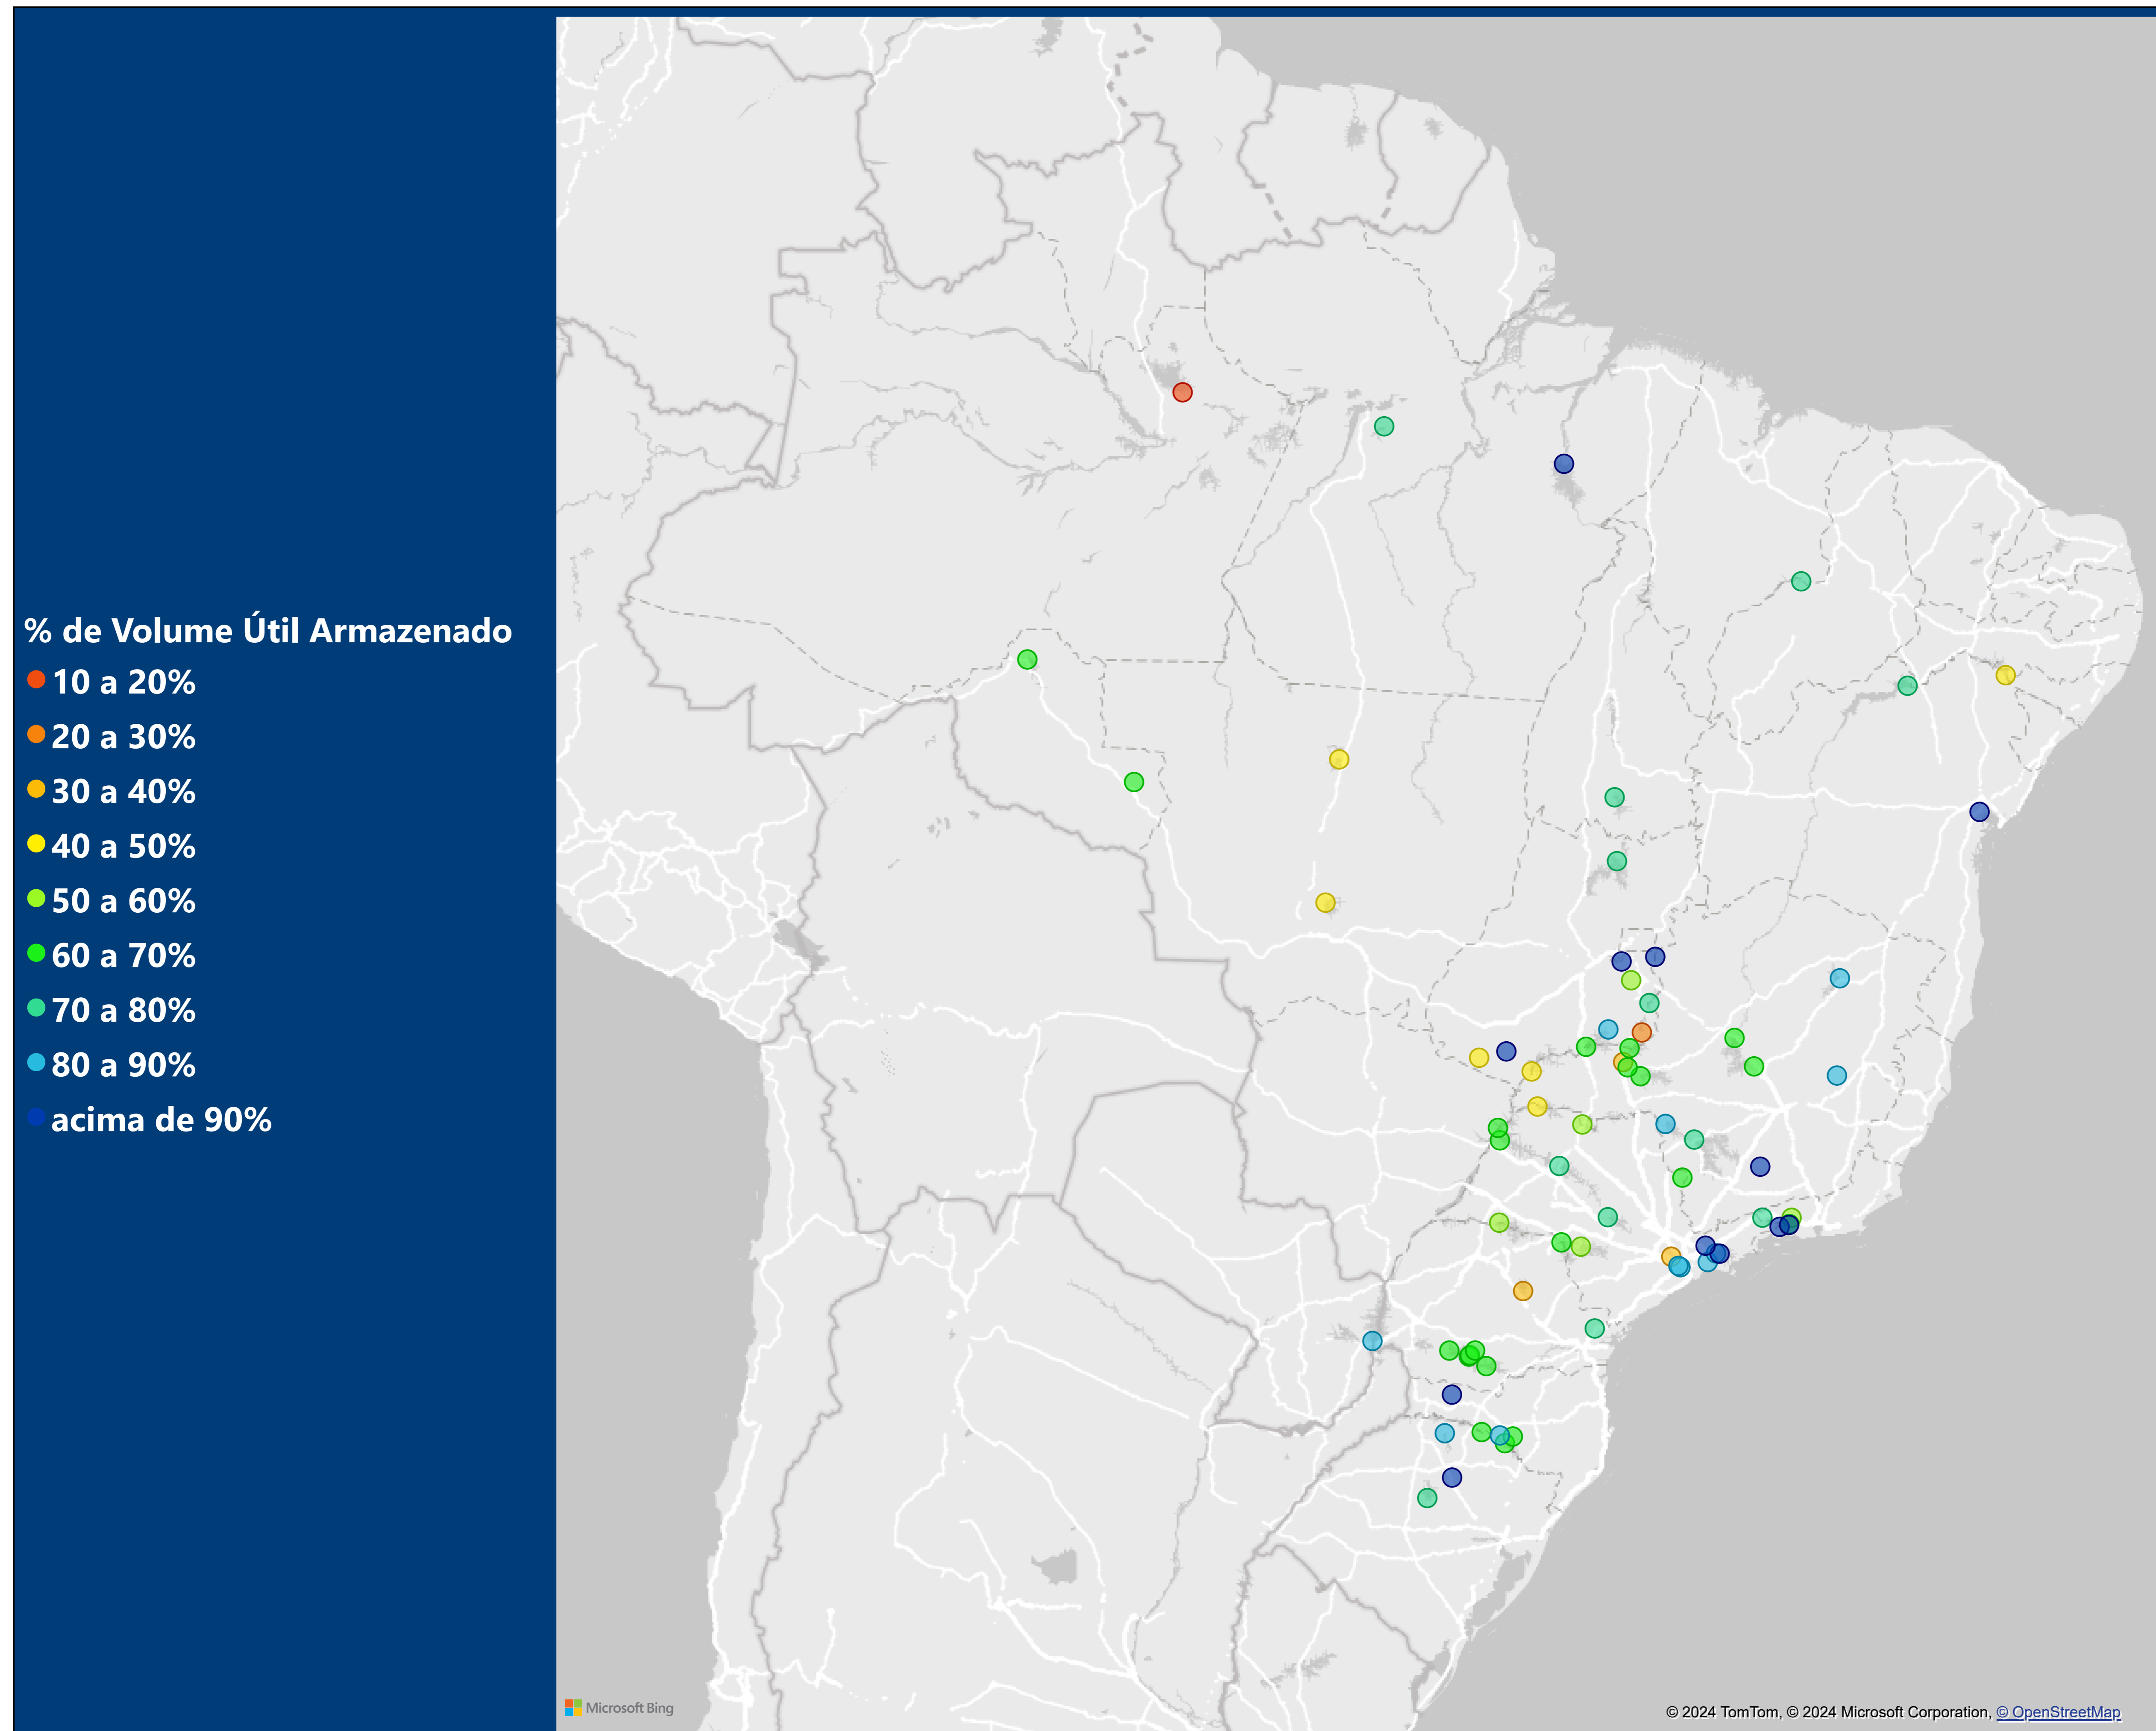 % de Volume Útil Armazenado
10 a 20%
20 a 30%
30 a 40%
40 a 50%
50 a 60%
60 a 70%
70 a 80%
80 a 90%
acima de 90%
Microsoft Bing
© 2024 TomTom, © 2024 Microsoft Corporation, © OpenStreetMap